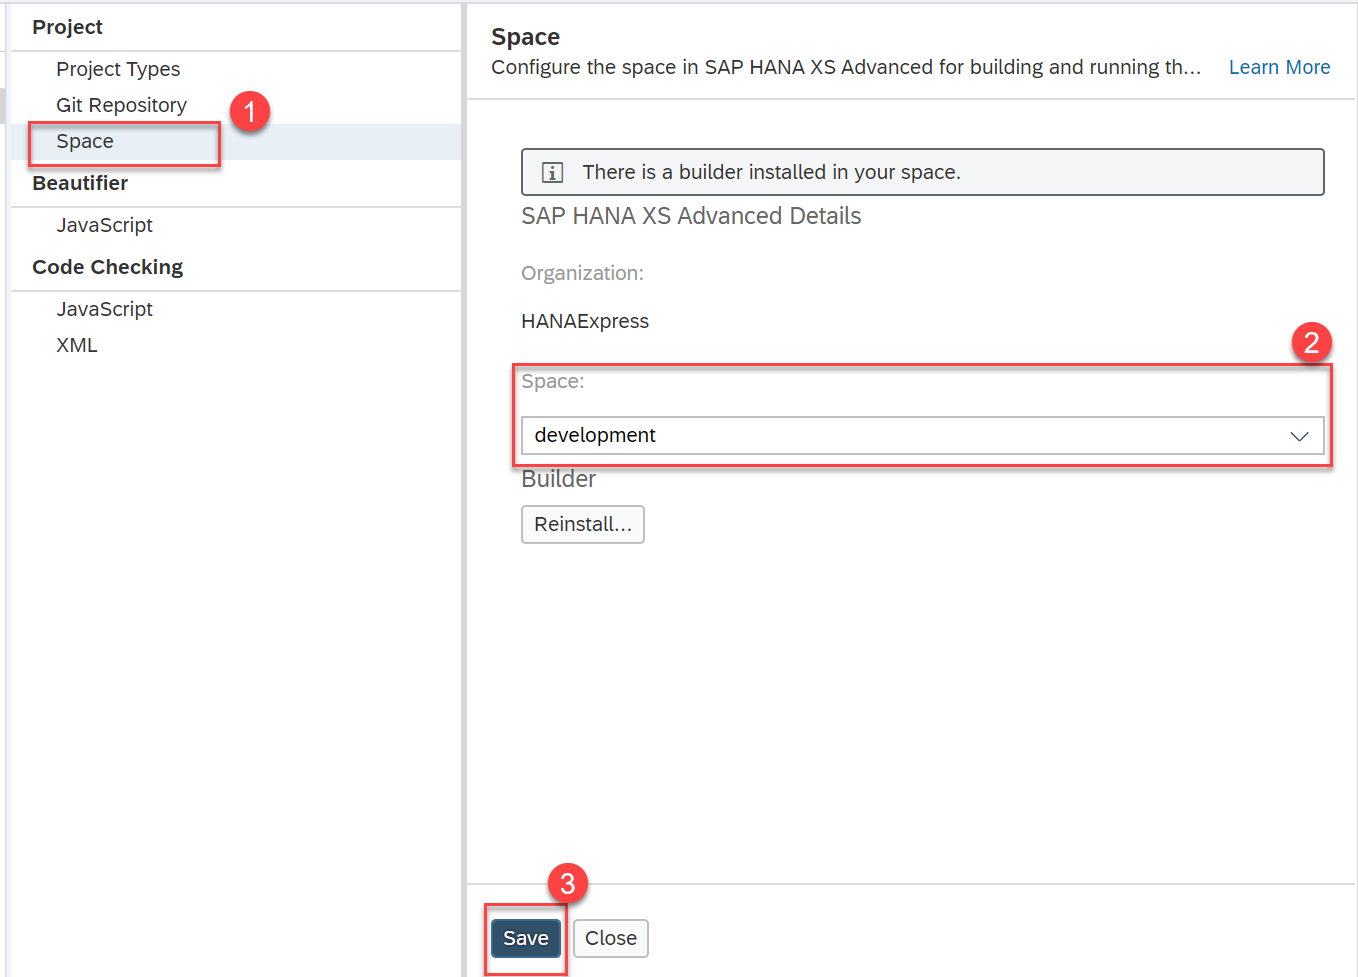 Project
Project Types
Git Repository
1
Space
Beautifier
JavaScript
Code Checking
JavaScript
XML
Space
Configure the space in SAP HANA XS Advanced for building and running th... Learn More
There is a builder installed in your space.
SAP HANA XS Advanced Details
Organization:
HANAExpress
2
Space:
development
Builder
Reinstall...
3
Save Close